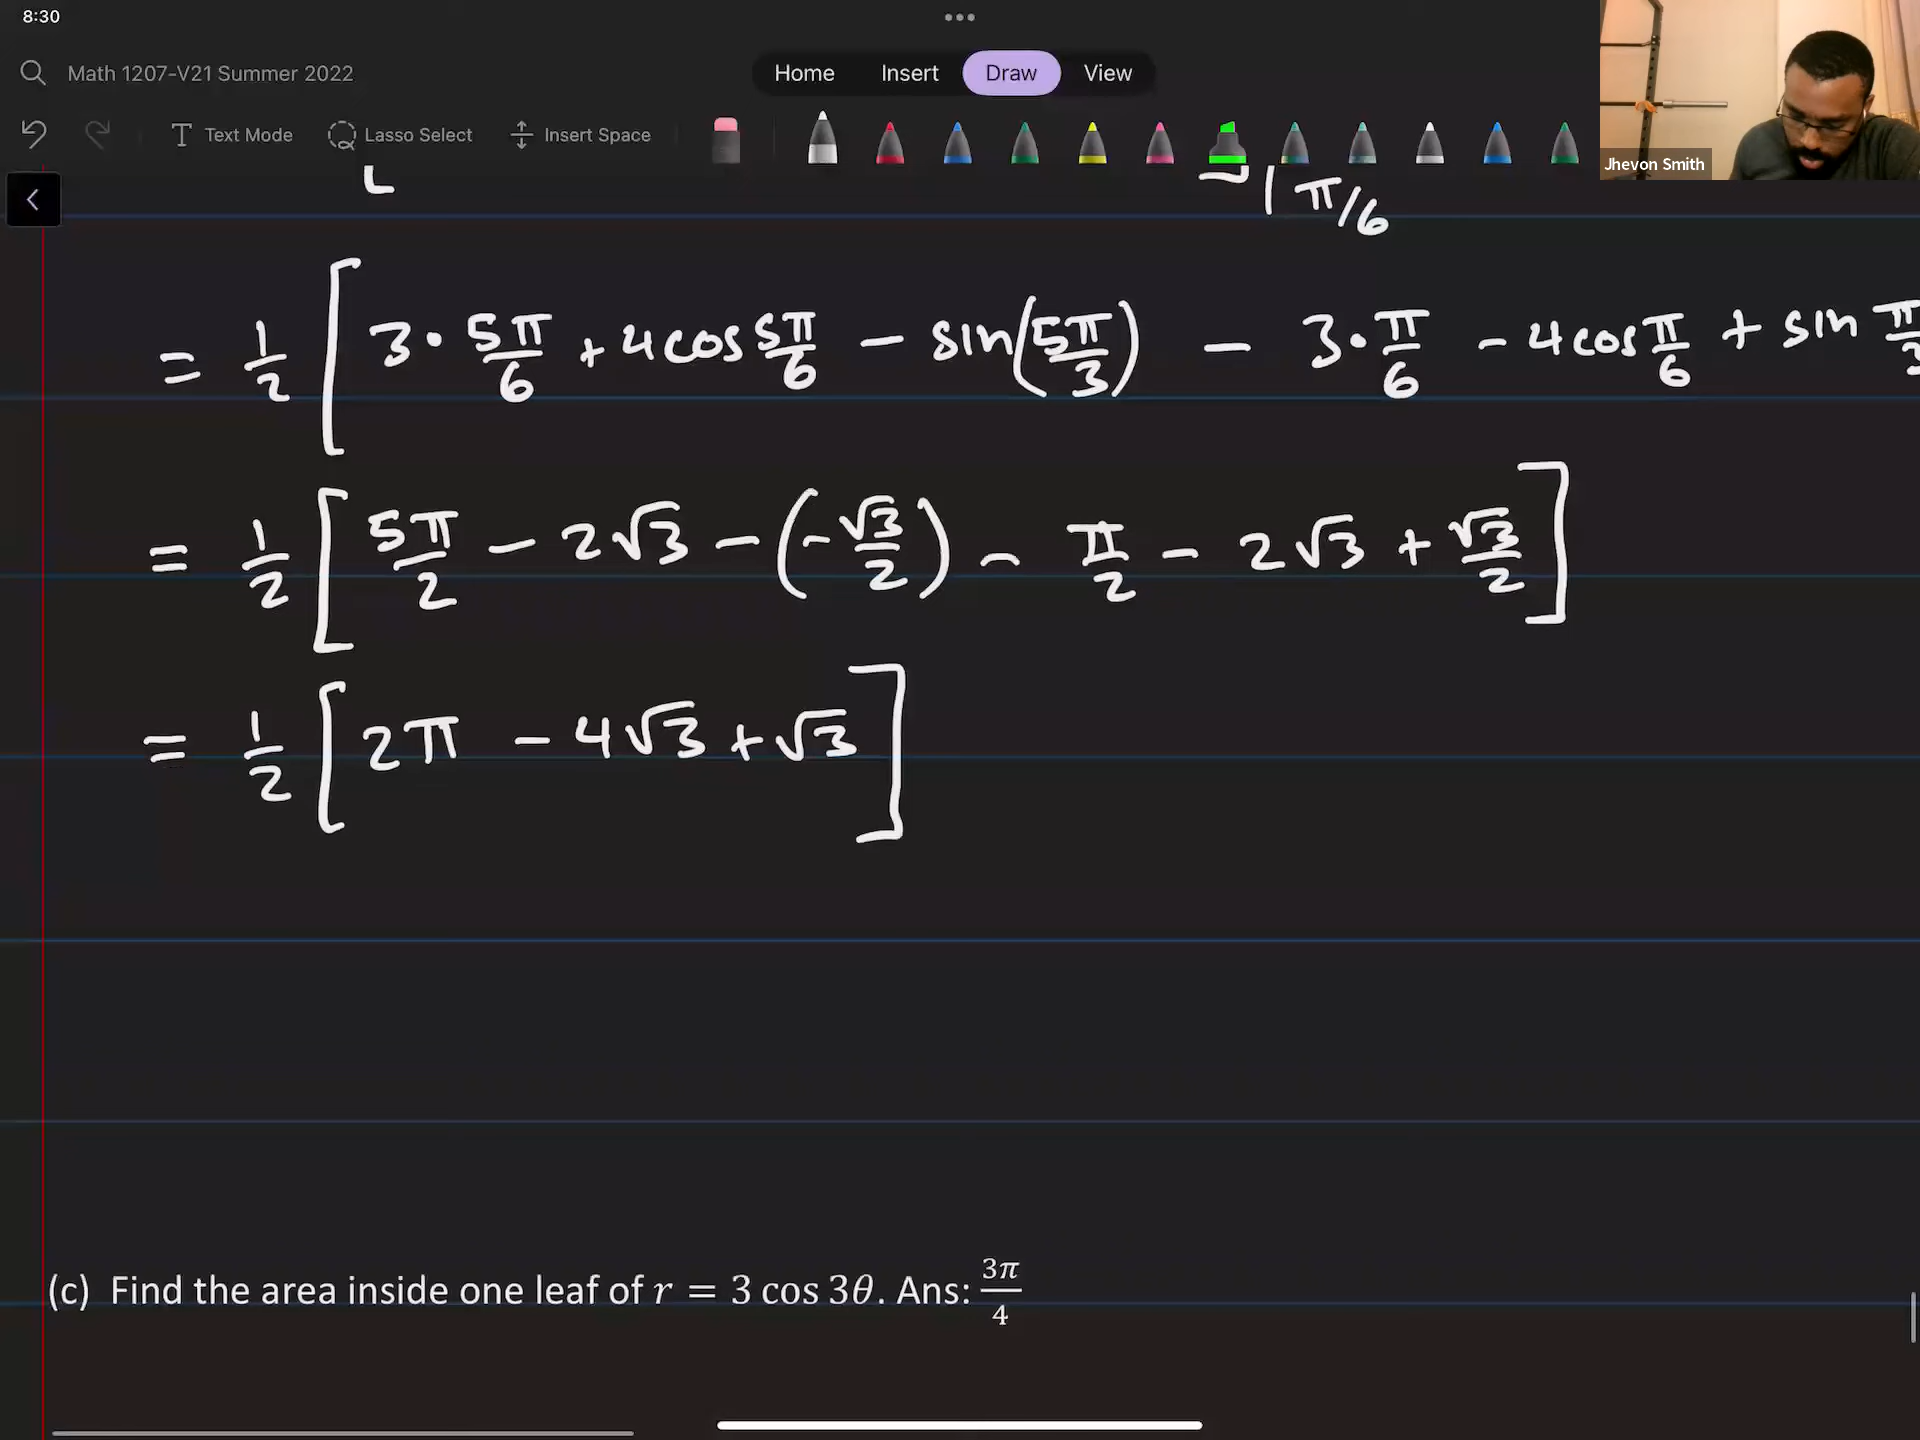 8:30
Math 1207-V21 Summer 2022
Home Insert Draw View
Text Mode Lasso Select Insert Space
Jhevon Smith
π/6
= 1/2 [ 3 · 5π/6 + 4cos 5π/6 − sin(5π/3) − 3 · π/6 − 4cos π/6 + sin π/3
= 1/2 [ 5π/2 − 2√3 − (−√3/2) − π/2 − 2√3 + √3/2 ]
= 1/2 [ 2π − 4√3 + √3 ]
(c) Find the area inside one leaf of r = 3 cos 3θ. Ans: 3π/4